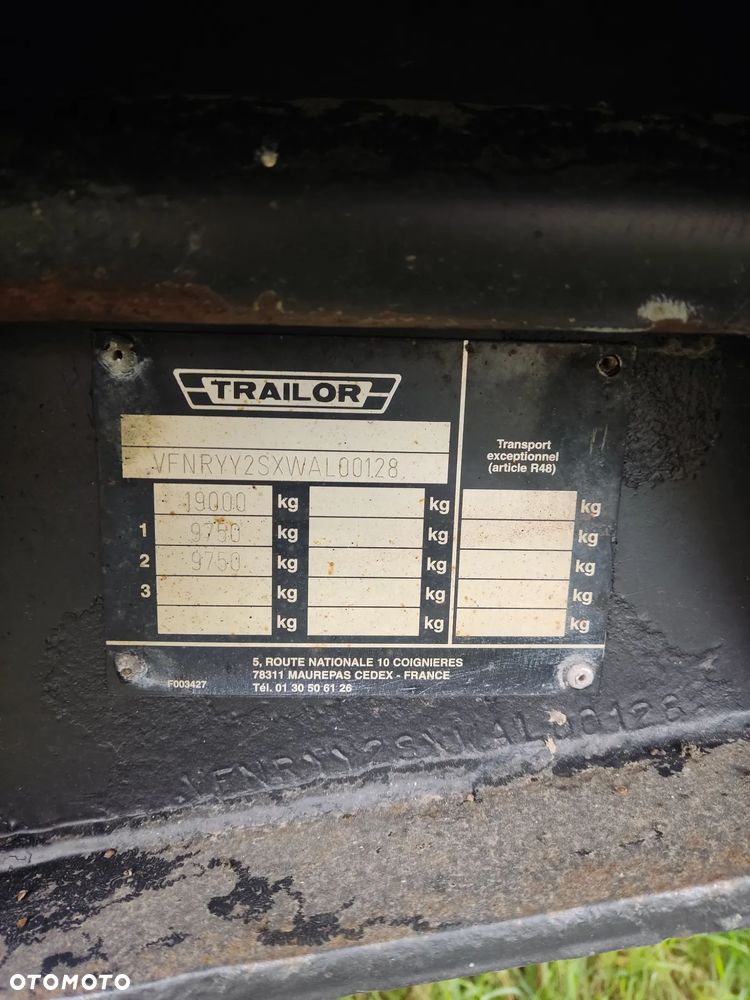 TRAILOR
VFNRYY2SXWAL00128
Transport
exceptionnel
(article R48)
19000 kg kg kg
1 9750 kg kg kg
2 9750 kg kg kg
3 kg kg kg
kg kg kg
5, ROUTE NATIONALE 10 COIGNIERES
78311 MAUREPAS CEDEX - FRANCE
F003427 Tél. 01 30 50 61 26
VFNRYY2SXWAL00128
OTOMOTO